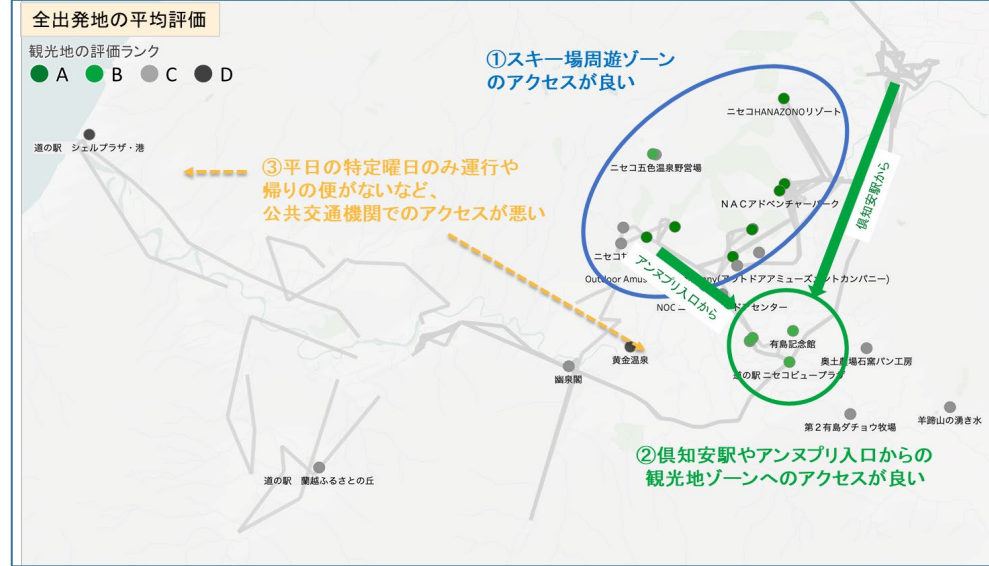 全出発地の平均評価
観光地の評価ランク
A B C D
①スキー場周遊ゾーン
のアクセスが良い
ニセコHANAZONOリゾート
道の駅 シェルプラザ・港
ニセコ五色温泉野営場
③平日の特定曜日のみ運行や
帰りの便がないなど、
公共交通機関でのアクセスが悪い
NACアドベンチャーパーク
倶知安駅から
ニセコ
アンヌプリ入口から
Outdoor Amus
ny(アウトドアアミューズメントカンパニー)
NOC ニ
ドアセンター
有島記念館
黄金温泉
奥土農場石窯パン工房
道の駅 ニセコビュープラザ
幽泉閣
第2有島ダチョウ牧場
羊蹄山の湧き水
②倶知安駅やアンヌプリ入口からの
観光地ゾーンへのアクセスが良い
道の駅 蘭越ふるさとの丘